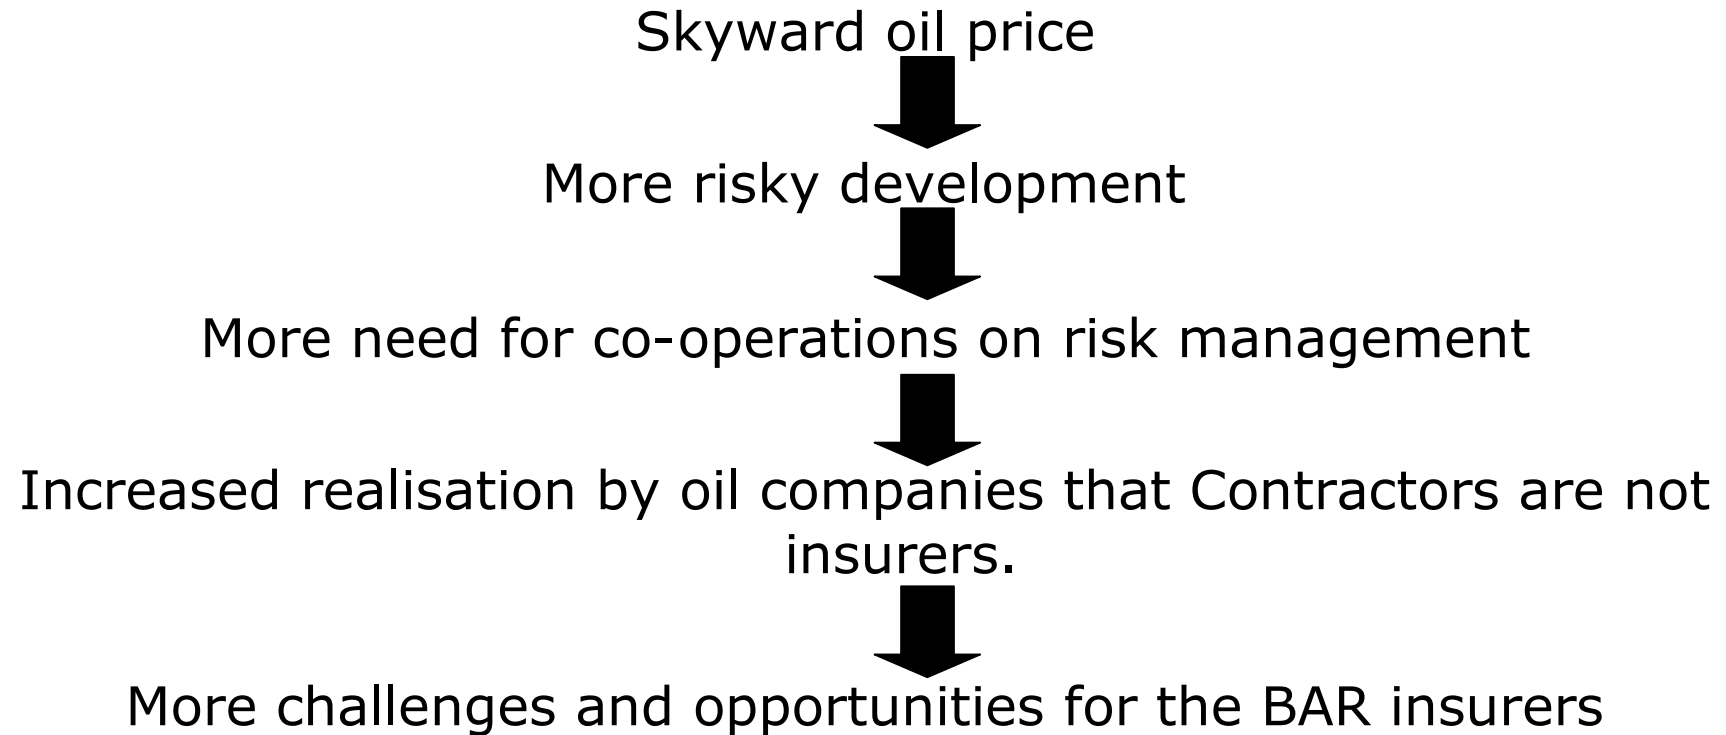 Skyward oil price
More risky development
More need for co-operations on risk management
Increased realisation by oil companies that Contractors are not
insurers.
More challenges and opportunities for the BAR insurers